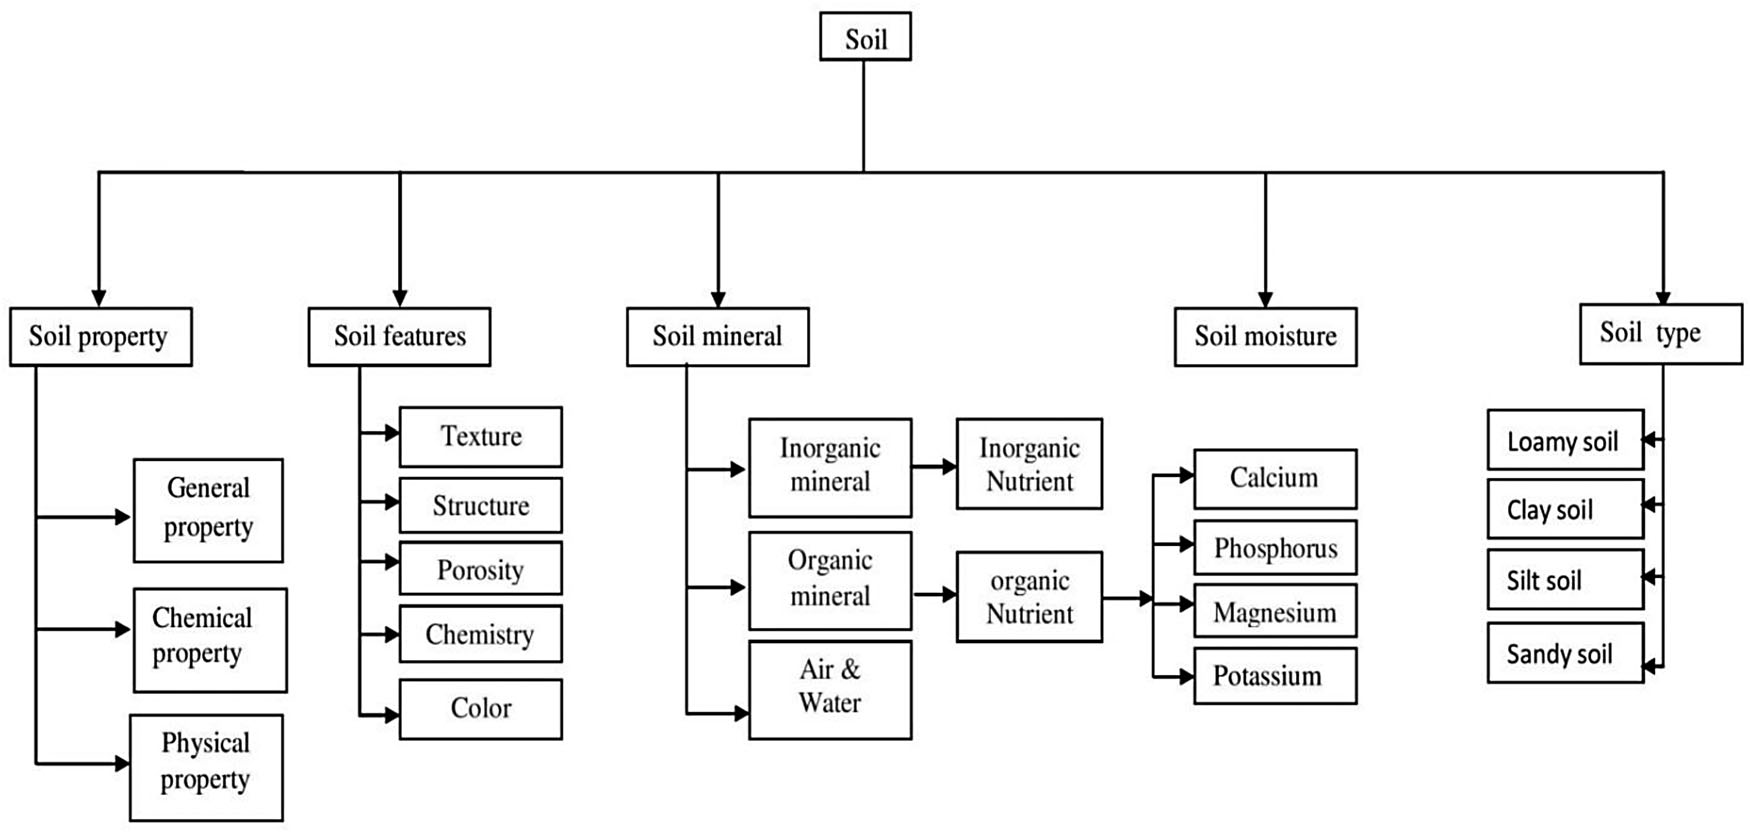 Soil
Soil property
Soil features
Soil mineral
Soil moisture
Soil type
General
property
Chemical
property
Physical
property
Texture
Structure
Porosity
Chemistry
Color
Inorganic
mineral
Organic
mineral
Air &
Water
Inorganic
Nutrient
organic
Nutrient
Calcium
Phosphorus
Magnesium
Potassium
Loamy soil
Clay soil
Silt soil
Sandy soil